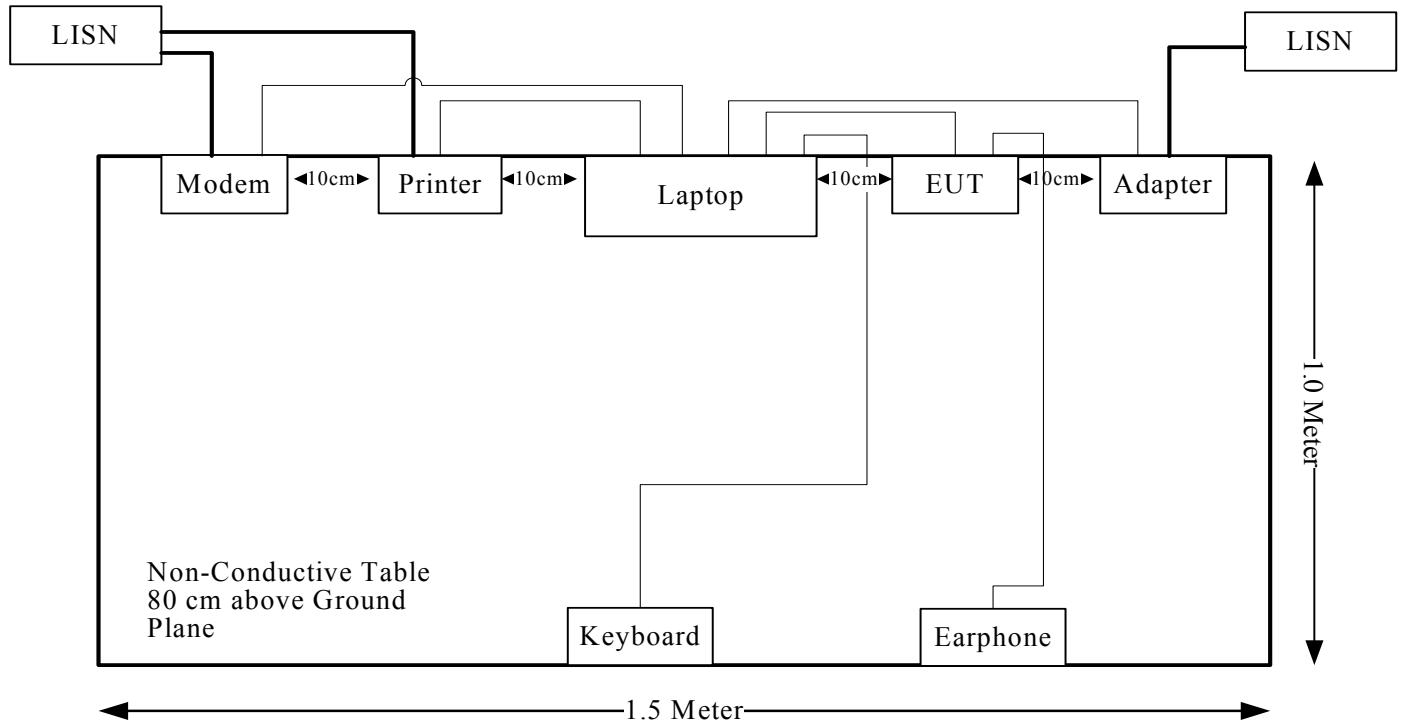 LISN
LISN
Modem
10cm
Printer
10cm
Laptop
10cm
EUT
10cm
Adapter
1.0 Meter
Non-Conductive Table
80 cm above Ground
Plane
Keyboard
Earphone
1.5 Meter